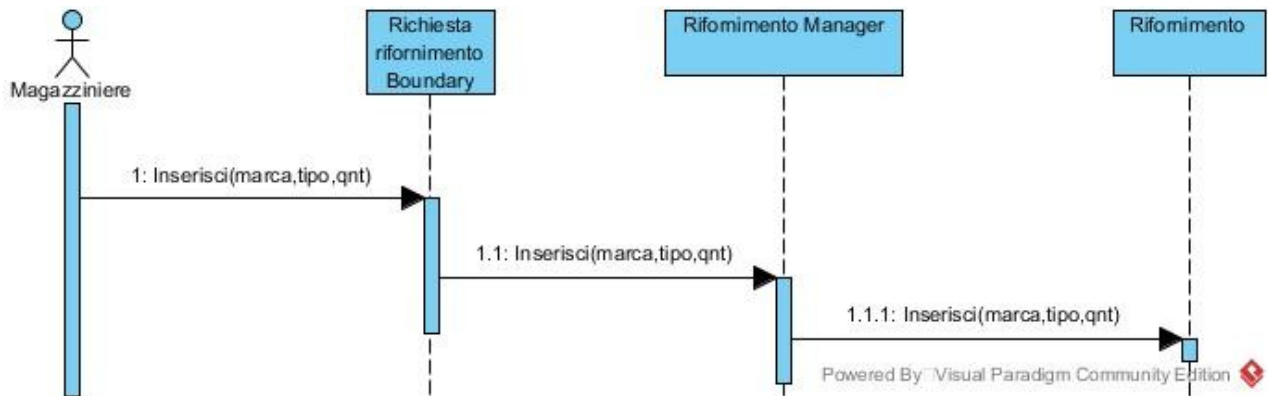 Richiesta
rifornimento
Boundary
Rifornimento Manager
Rifornimento
Magazziniere
1: Inserisci(marca,tipo,qnt)
1.1: Inserisci(marca,tipo,qnt)
1.1.1: Inserisci(marca,tipo,qnt)
Powered By Visual Paradigm Community Edition